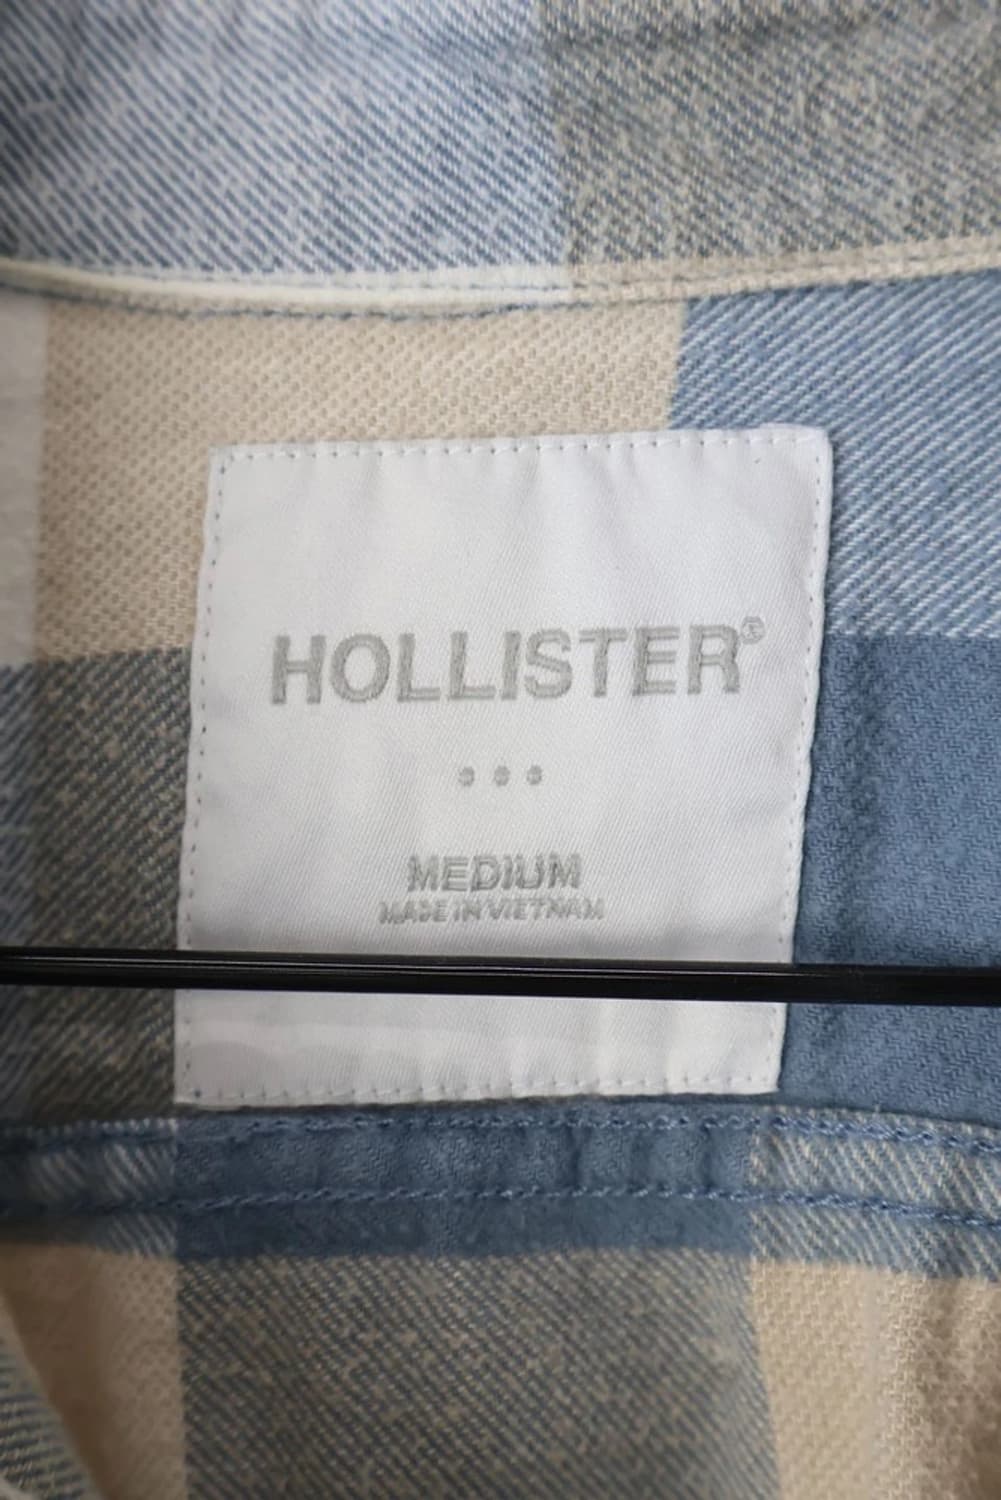 HOLLISTER®
• • •
MEDIUM
MADE IN VIETNAM